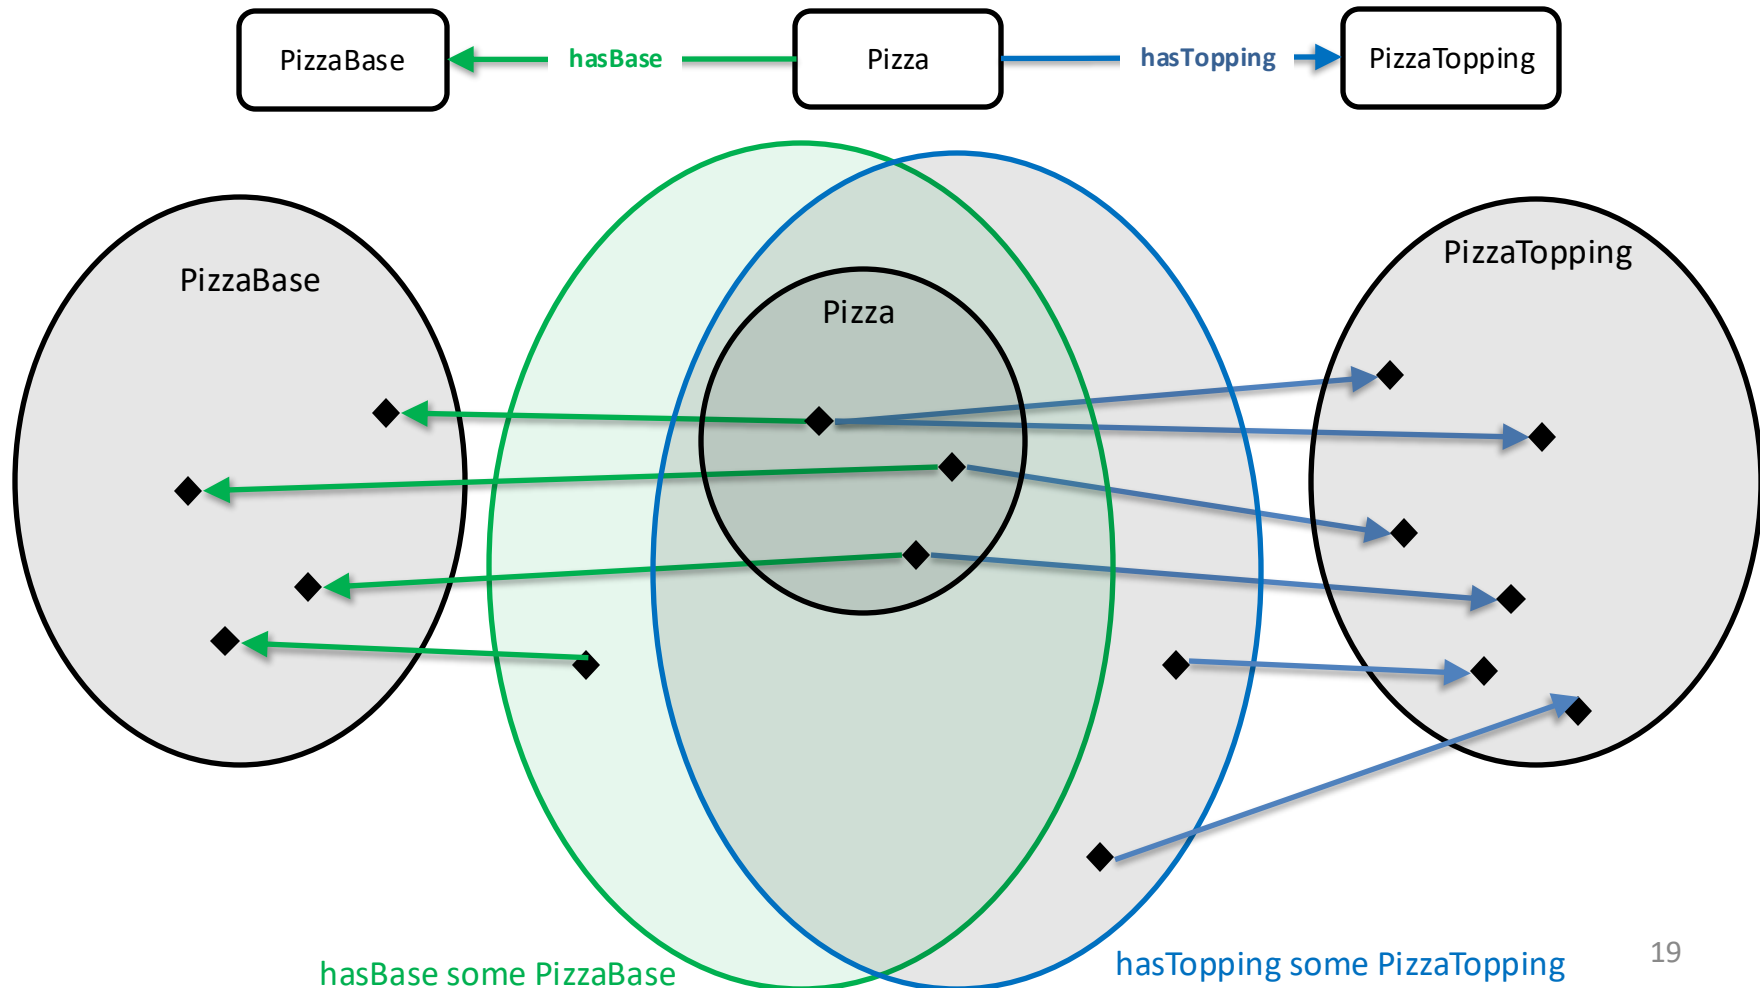 PizzaBase
hasBase
Pizza
hasTopping
PizzaTopping
PizzaBase
Pizza
PizzaTopping
hasBase some PizzaBase
hasTopping some PizzaTopping
19